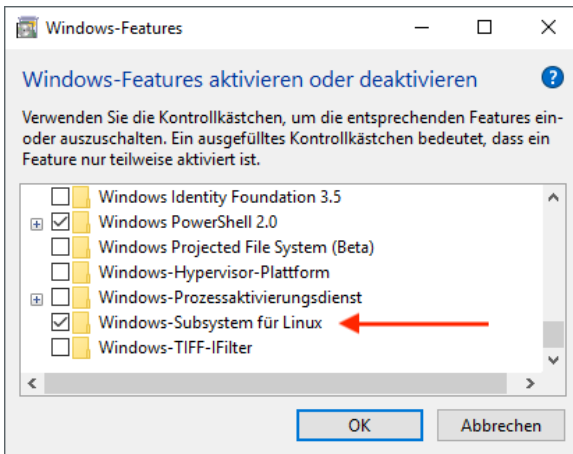 Windows-Features
Windows-Features aktivieren oder deaktivieren
Verwenden Sie die Kontrollkästchen, um die entsprechenden Features ein-
oder auszuschalten. Ein ausgefülltes Kontrollkästchen bedeutet, dass ein
Feature nur teilweise aktiviert ist.
Windows Identity Foundation 3.5
Windows PowerShell 2.0
Windows Projected File System (Beta)
Windows-Hypervisor-Plattform
Windows-Prozessaktivierungsdienst
Windows-Subsystem für Linux
Windows-TIFF-IFilter
OK Abbrechen